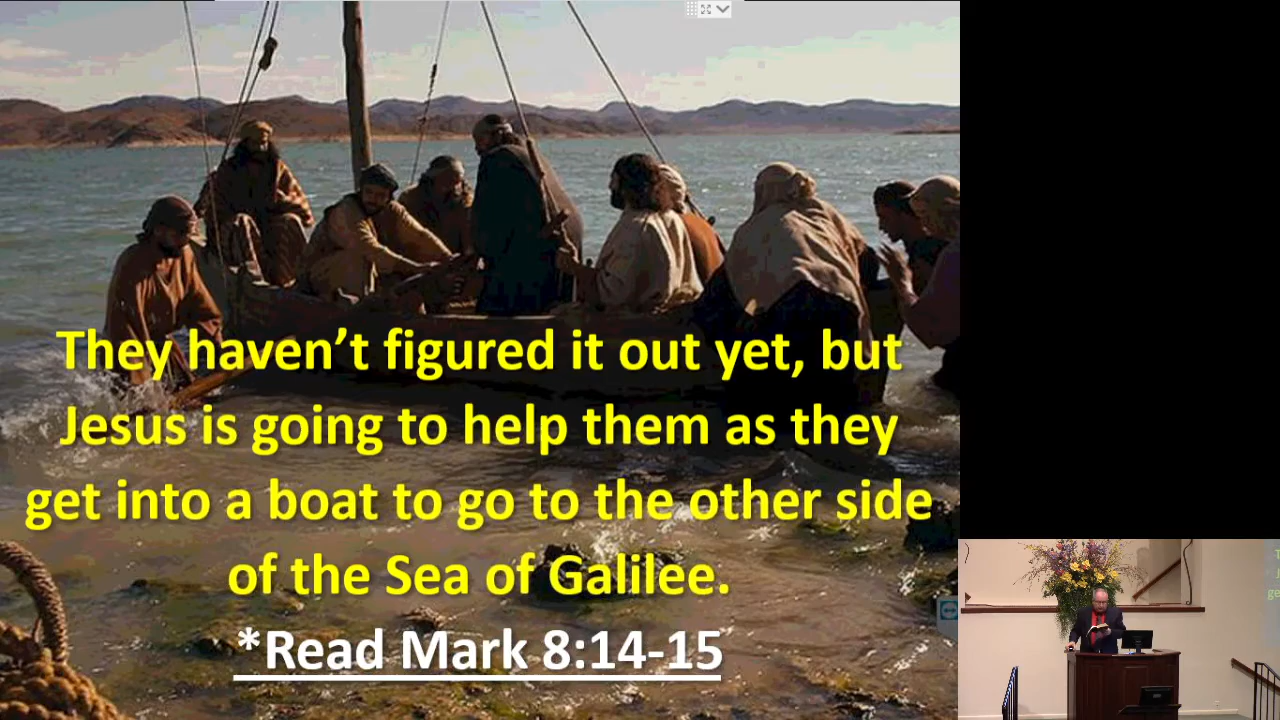 They haven’t figured it out yet, but
Jesus is going to help them as they
get into a boat to go to the other side
of the Sea of Galilee.
*Read Mark 8:14-15